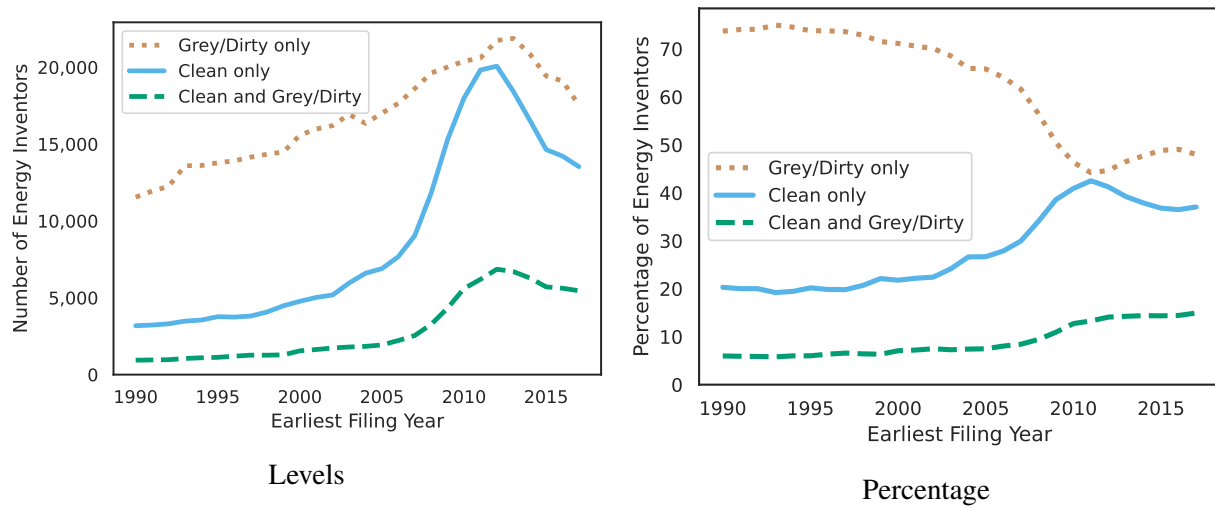 Number of Energy Inventors
20,000
15,000
10,000
5,000
0
Grey/Dirty only
Clean only
Clean and Grey/Dirty
1990 1995 2000 2005 2010 2015
Earliest Filing Year
Levels
Percentage of Energy Inventors
70
60
50
40
30
20
10
0
Grey/Dirty only
Clean only
Clean and Grey/Dirty
1990 1995 2000 2005 2010 2015
Earliest Filing Year
Percentage